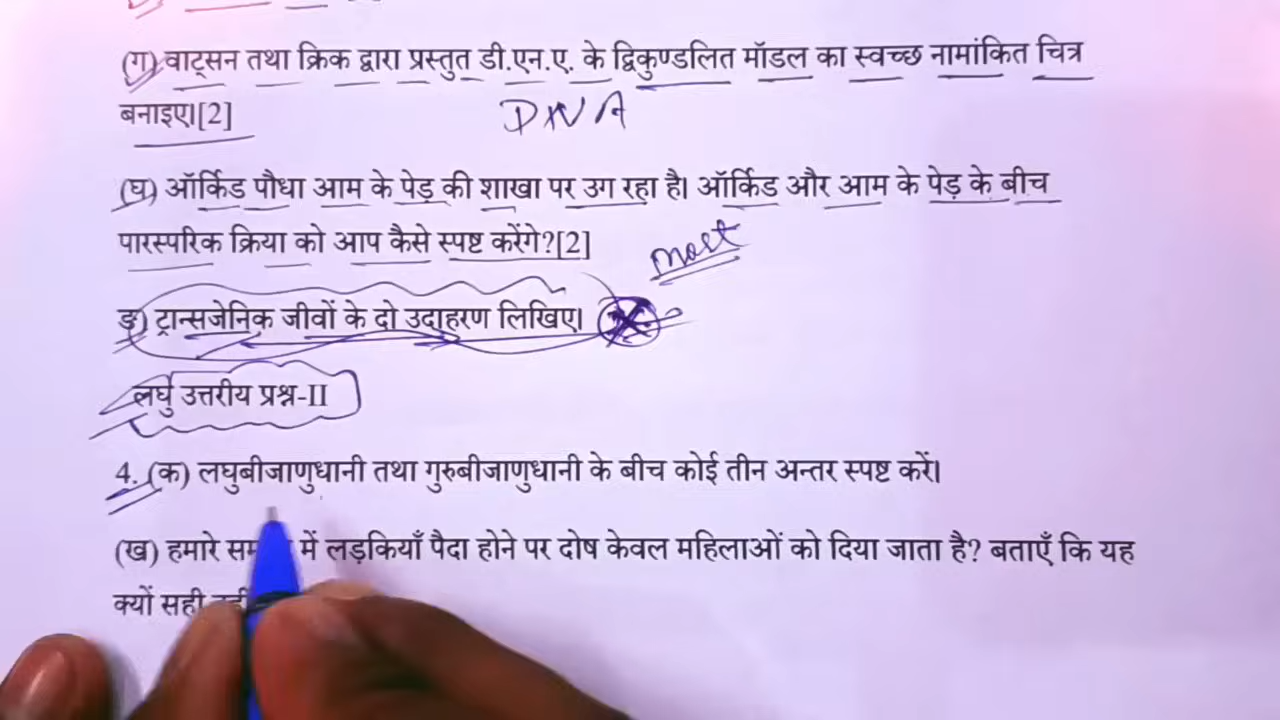 (ग) वाट्सन तथा क्रिक द्वारा प्रस्तुत डी.एन.ए. के द्विकुण्डलित मॉडल का स्वच्छ नामांकित चित्र
बनाइए।[2]
DNA
(घ) ऑर्किड पौधा आम के पेड़ की शाखा पर उग रहा है। ऑर्किड और आम के पेड़ के बीच
पारस्परिक क्रिया को आप कैसे स्पष्ट करेंगे?[2]
most
ङ) ट्रान्सजेनिक जीवों के दो उदाहरण लिखिए।
लघु उत्तरीय प्रश्न-II
4. (क) लघुबीजाणुधानी तथा गुरुबीजाणुधानी के बीच कोई तीन अन्तर स्पष्ट करें।
(ख) हमारे में लड़कियाँ पैदा होने पर दोष केवल महिलाओं को दिया जाता है? बताएँ कि यह
क्यों सही